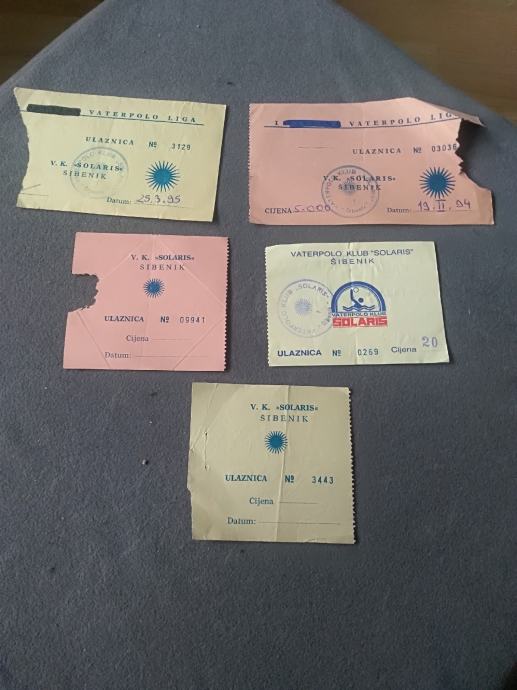 VATERPOLO LIGA
ULAZNICA № 3129
V. K. »SOLARIS«
ŠIBENIK
Datum: 25.3.95
I VATERPOLO LIGA
ULAZNICA № 03036
V. K. »SOLARIS«
ŠIBENIK
CIJENA 5.000 Datum: 19. II. 94
V. K. »SOLARIS«
ŠIBENIK
ULAZNICA № 09941
Cijena
Datum:
VATERPOLO KLUB "SOLARIS"
ŠIBENIK
VATERPOLO KLUB
SOLARIS
ULAZNICA № 0269 Cijena 20
V. K. »SOLARIS«
ŠIBENIK
ULAZNICA № 3443
Cijena
Datum: